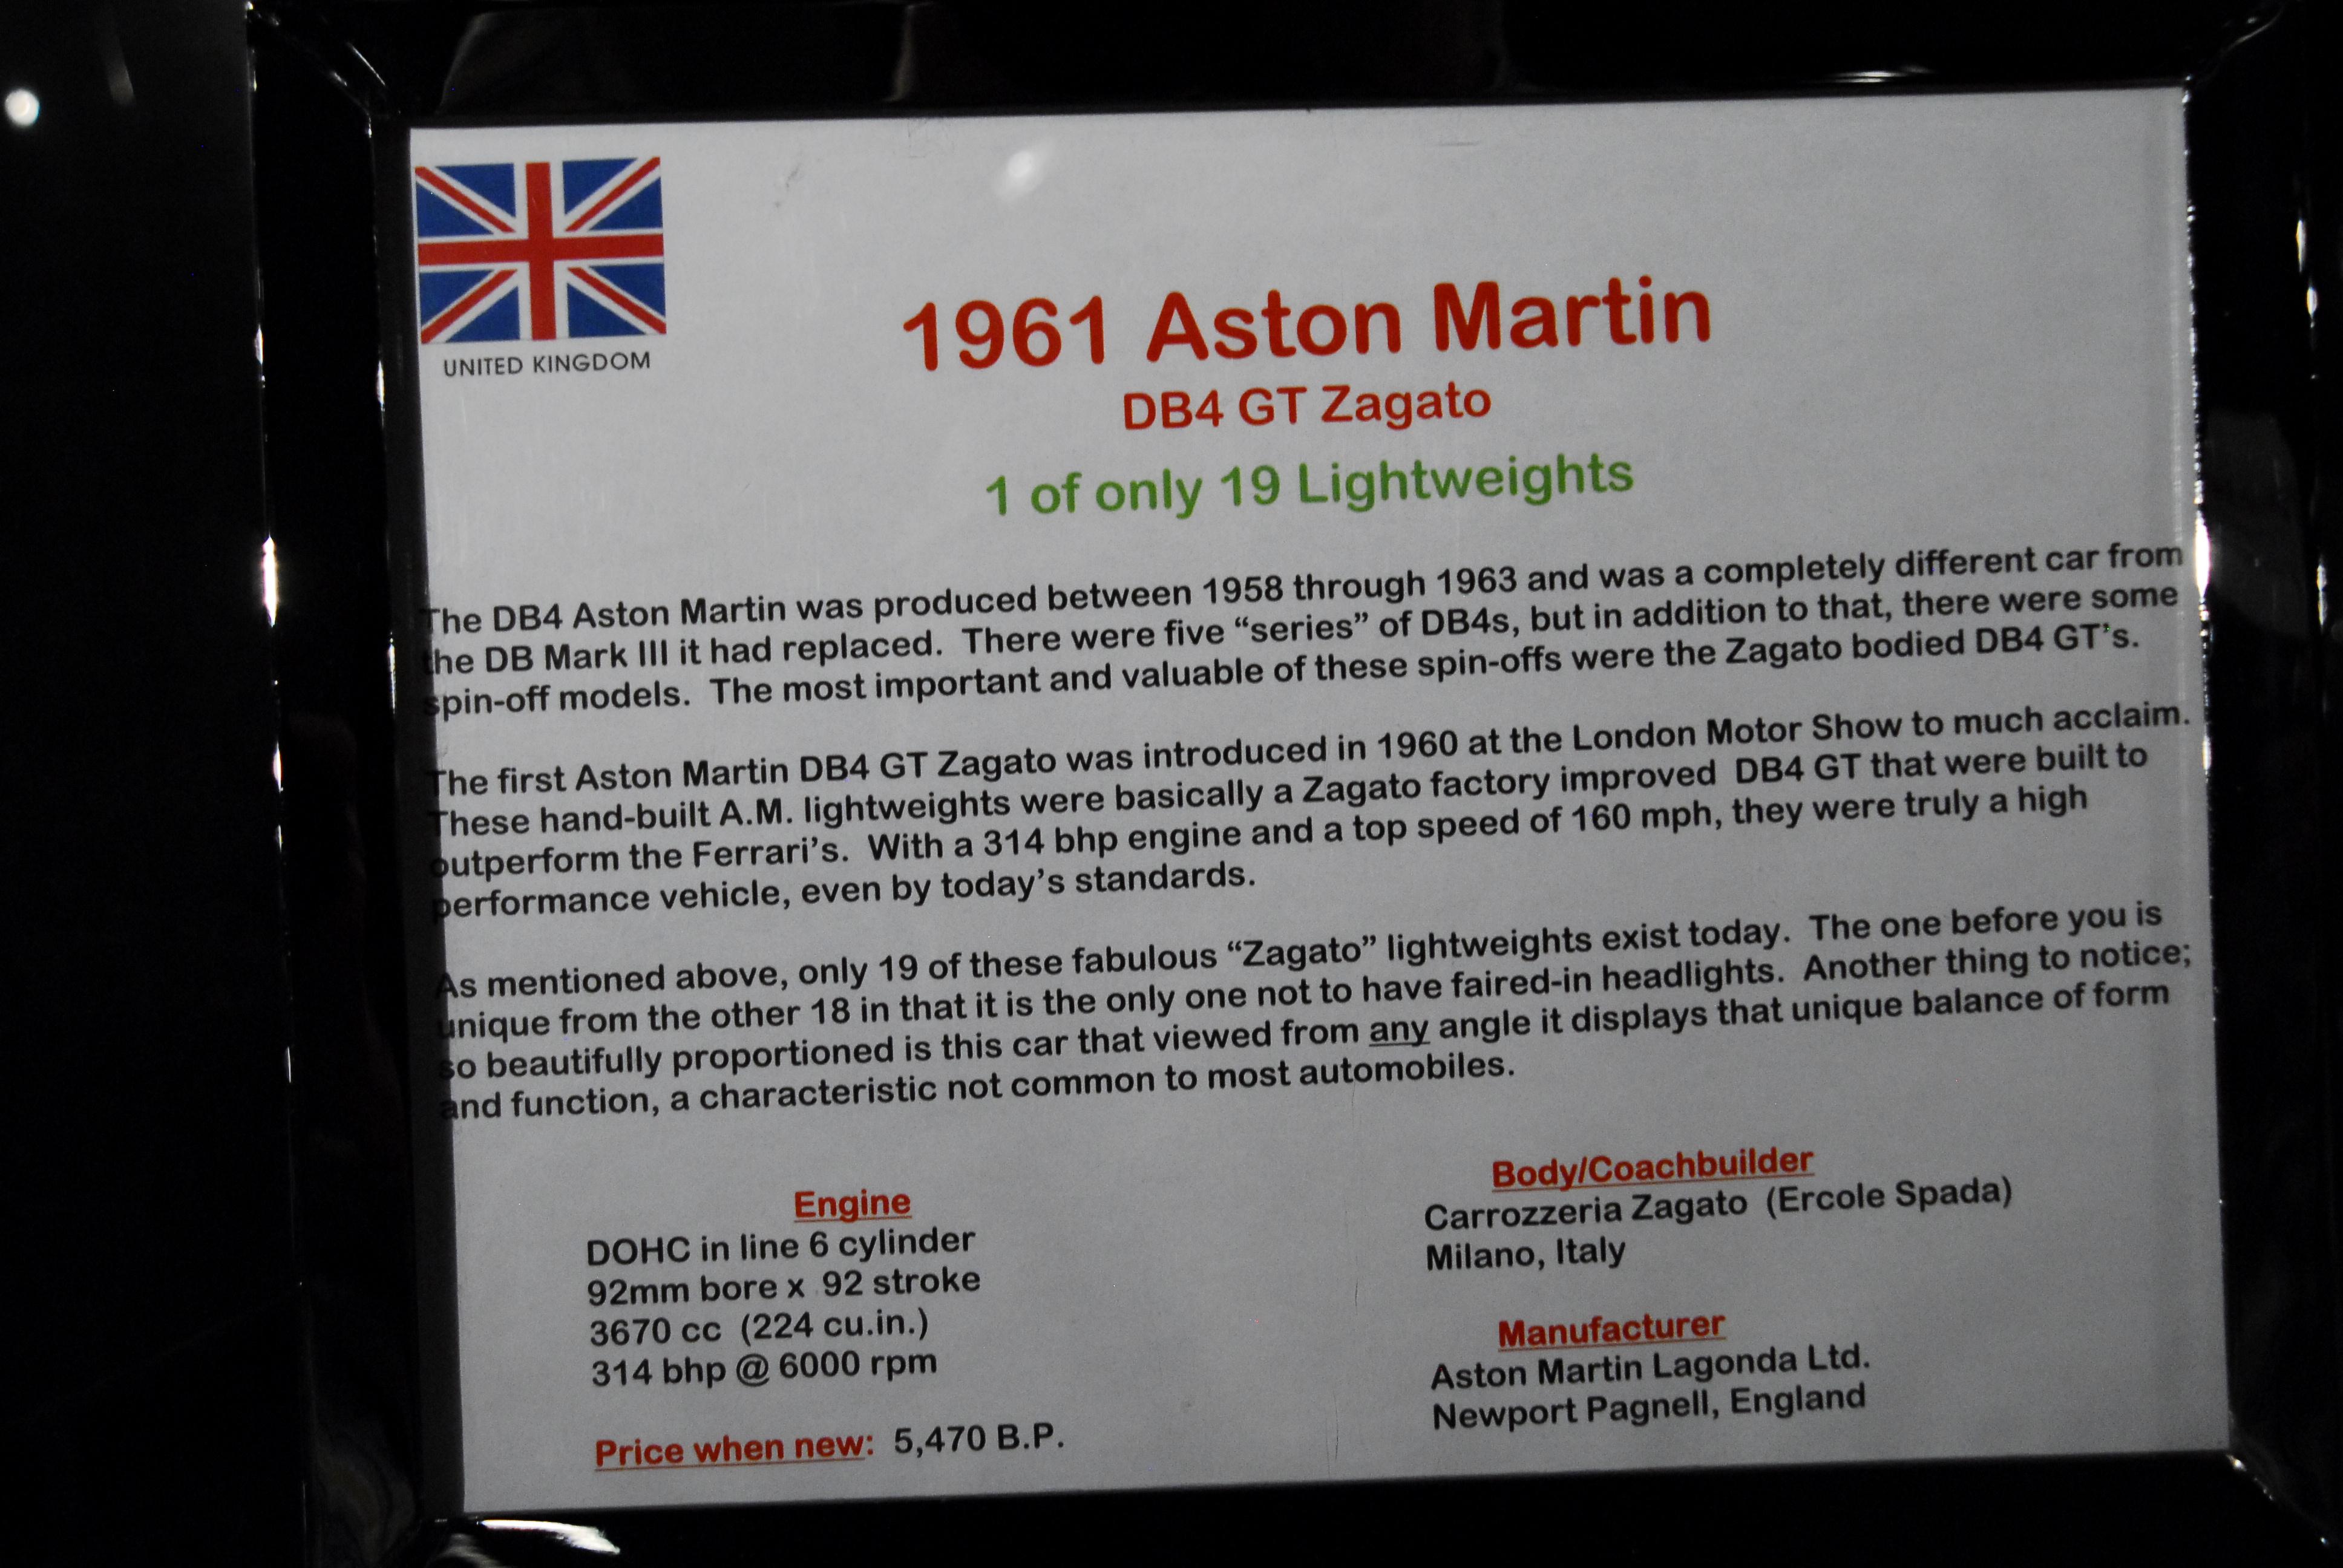 UNITED KINGDOM
1961 Aston Martin
DB4 GT Zagato
1 of only 19 Lightweights
The DB4 Aston Martin was produced between 1958 through 1963 and was a completely different car from
the DB Mark III it had replaced.  There were five “series” of DB4s, but in addition to that, there were some
spin-off models.  The most important and valuable of these spin-offs were the Zagato bodied DB4 GT's.
The first Aston Martin DB4 GT Zagato was introduced in 1960 at the London Motor Show to much acclaim.
These hand-built A.M. lightweights were basically a Zagato factory improved  DB4 GT that were built to
outperform the Ferrari’s.  With a 314 bhp engine and a top speed of 160 mph, they were truly a high
performance vehicle, even by today’s standards.
As mentioned above, only 19 of these fabulous “Zagato” lightweights exist today.  The one before you is
unique from the other 18 in that it is the only one not to have faired-in headlights.  Another thing to notice;
so beautifully proportioned is this car that viewed from any angle it displays that unique balance of form
and function, a characteristic not common to most automobiles.
Engine
DOHC in line 6 cylinder
92mm bore x  92 stroke
3670 cc  (224 cu.in.)
314 bhp @ 6000 rpm
Price when new:  5,470 B.P.
Body/Coachbuilder
Carrozzeria Zagato  (Ercole Spada)
Milano, Italy
Manufacturer
Aston Martin Lagonda Ltd.
Newport Pagnell, England